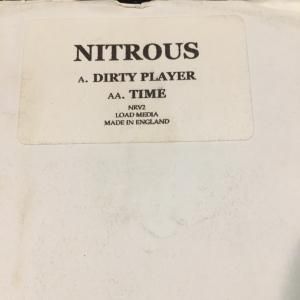 NITROUS
A. DIRTY PLAYER
AA. TIME
NRV2
LOAD MEDIA
MADE IN ENGLAND